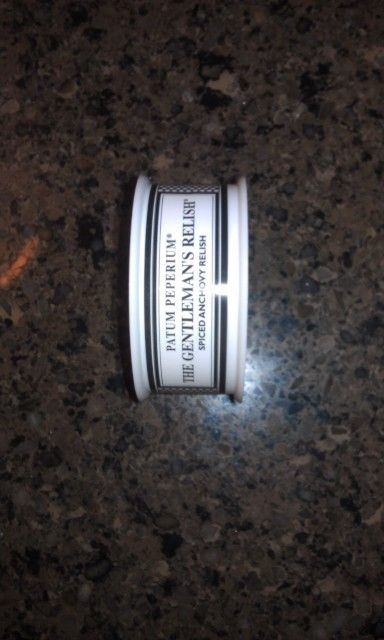 PATUM PEPERIUM®
THE GENTLEMAN'S RELISH®
SPICED ANCHOVY RELISH